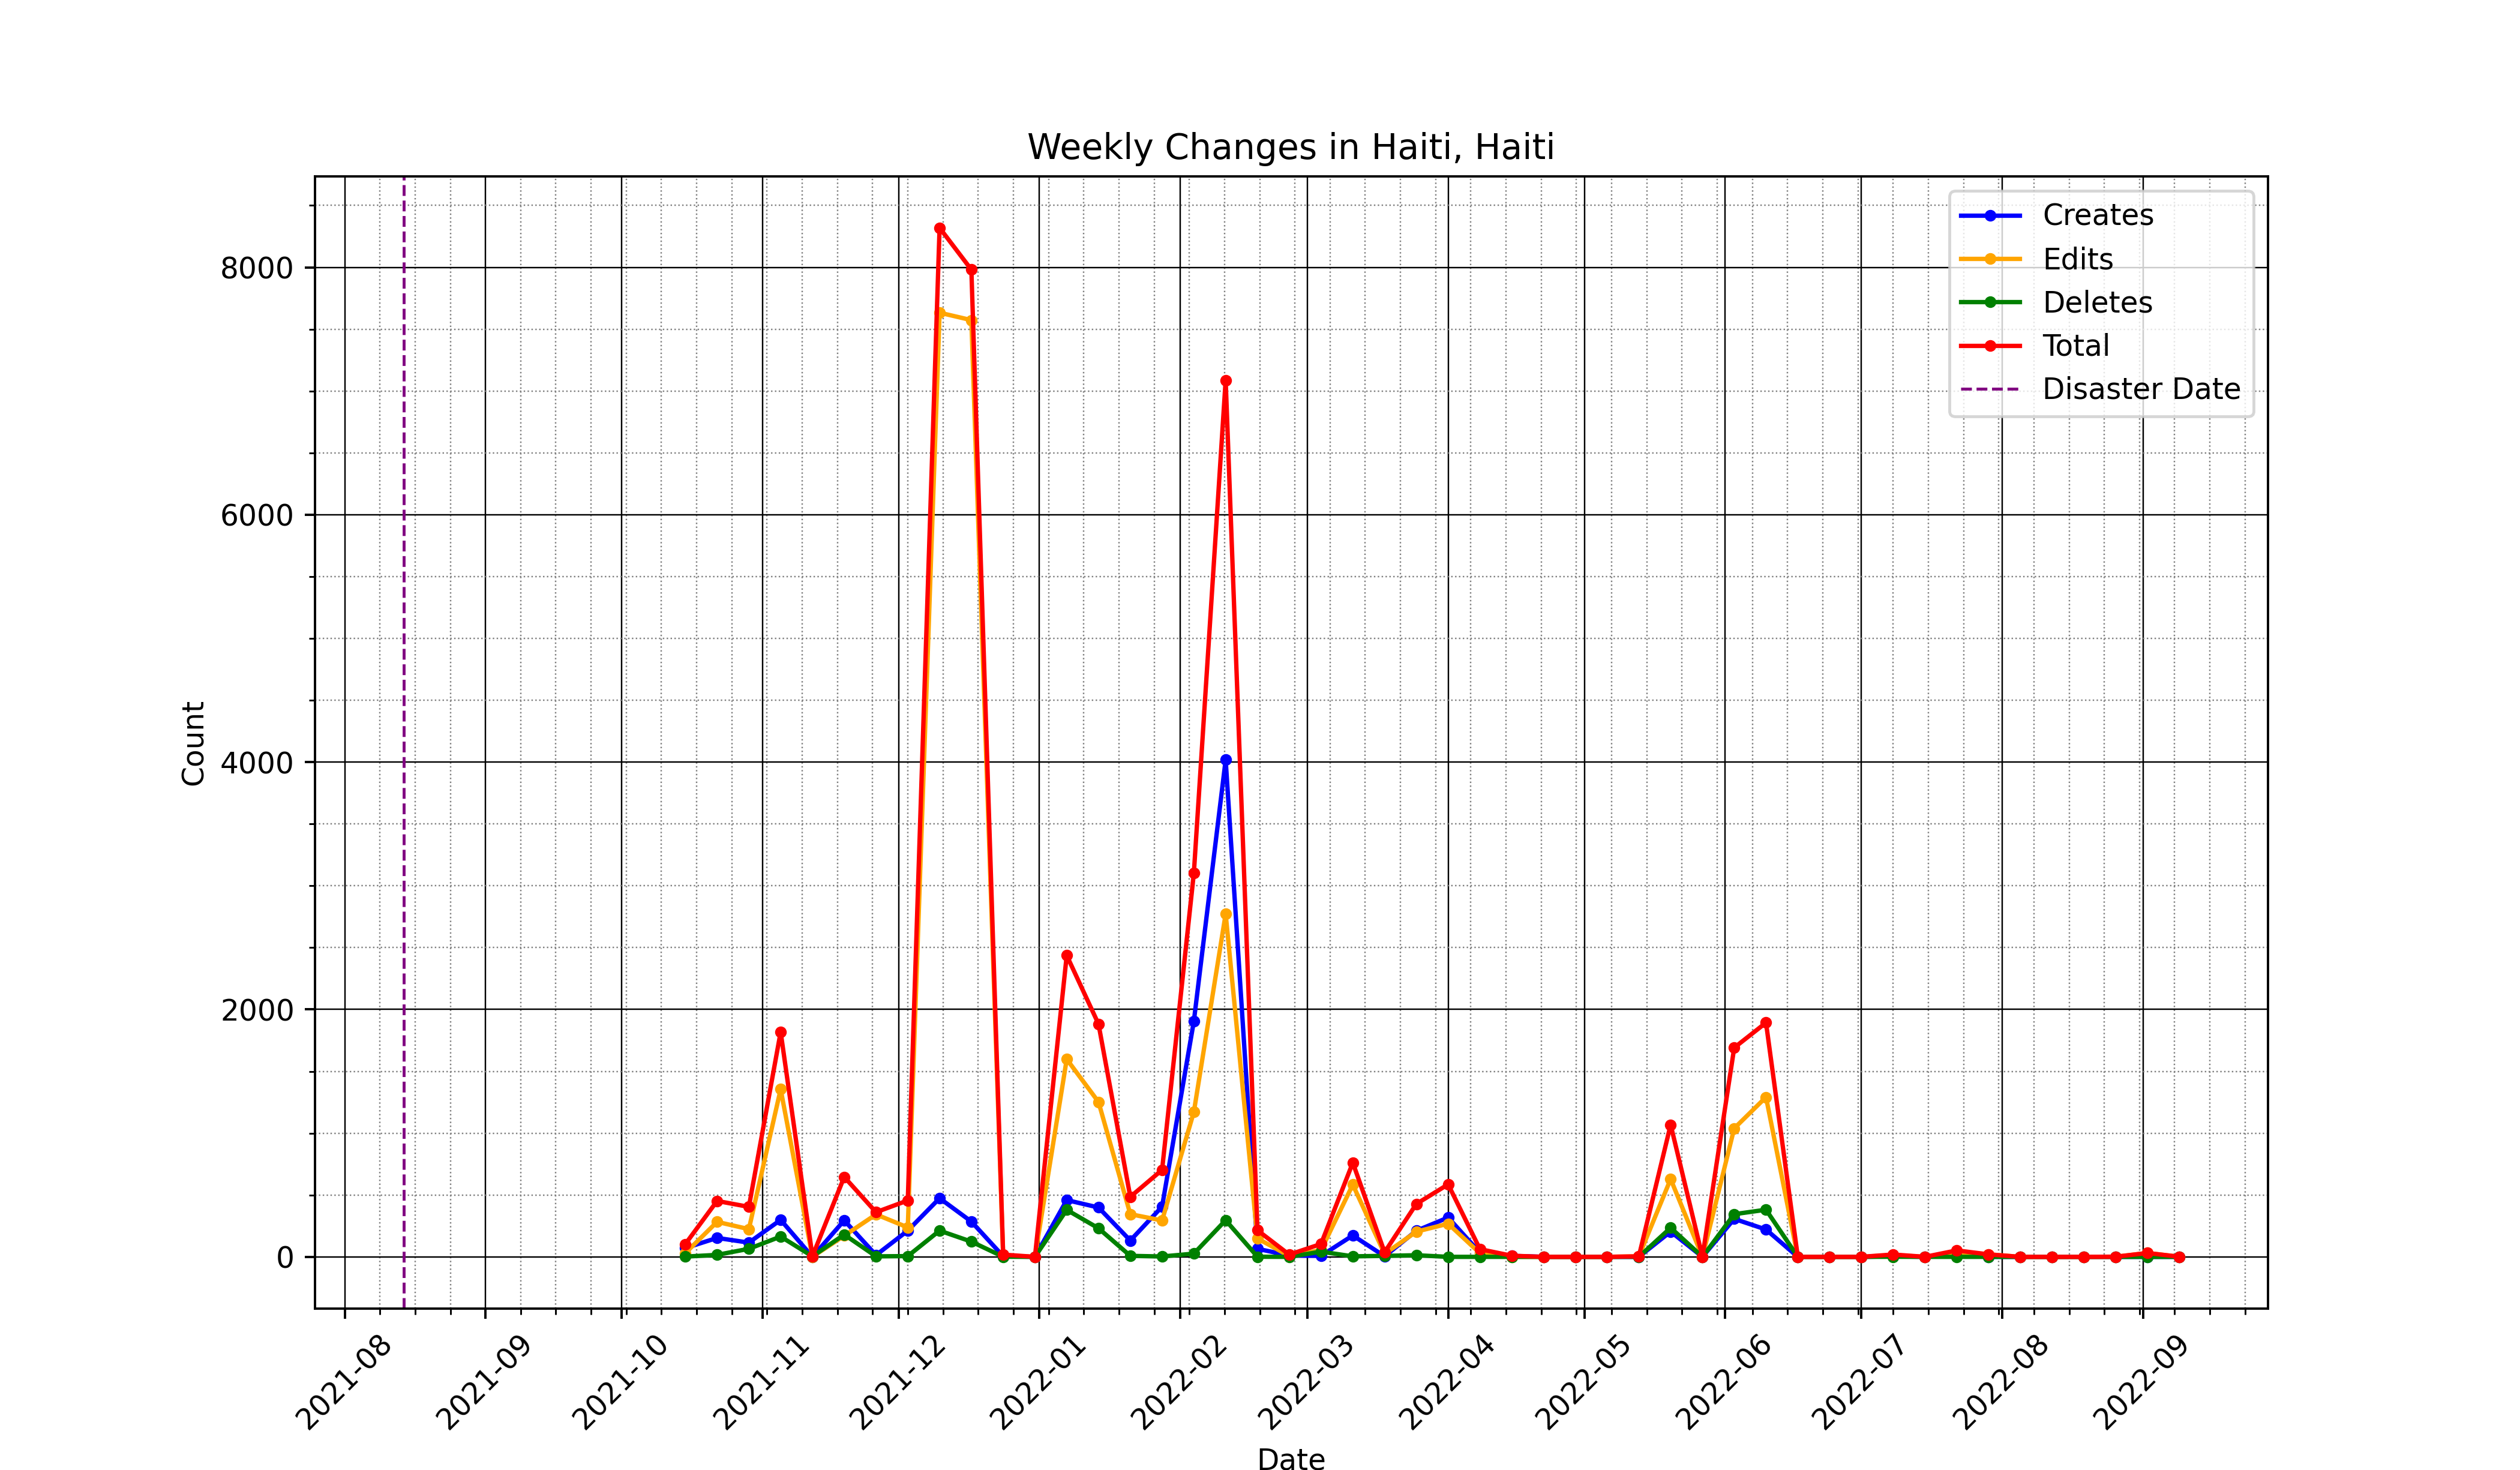 Weekly Changes in Haiti, Haiti
Creates
Edits
Deletes
Total
Disaster Date
Count
8000
6000
4000
2000
0
2021-08
2021-09
2021-10
2021-11
2021-12
2022-01
2022-02
2022-03
2022-04
2022-05
2022-06
2022-07
2022-08
2022-09
Date